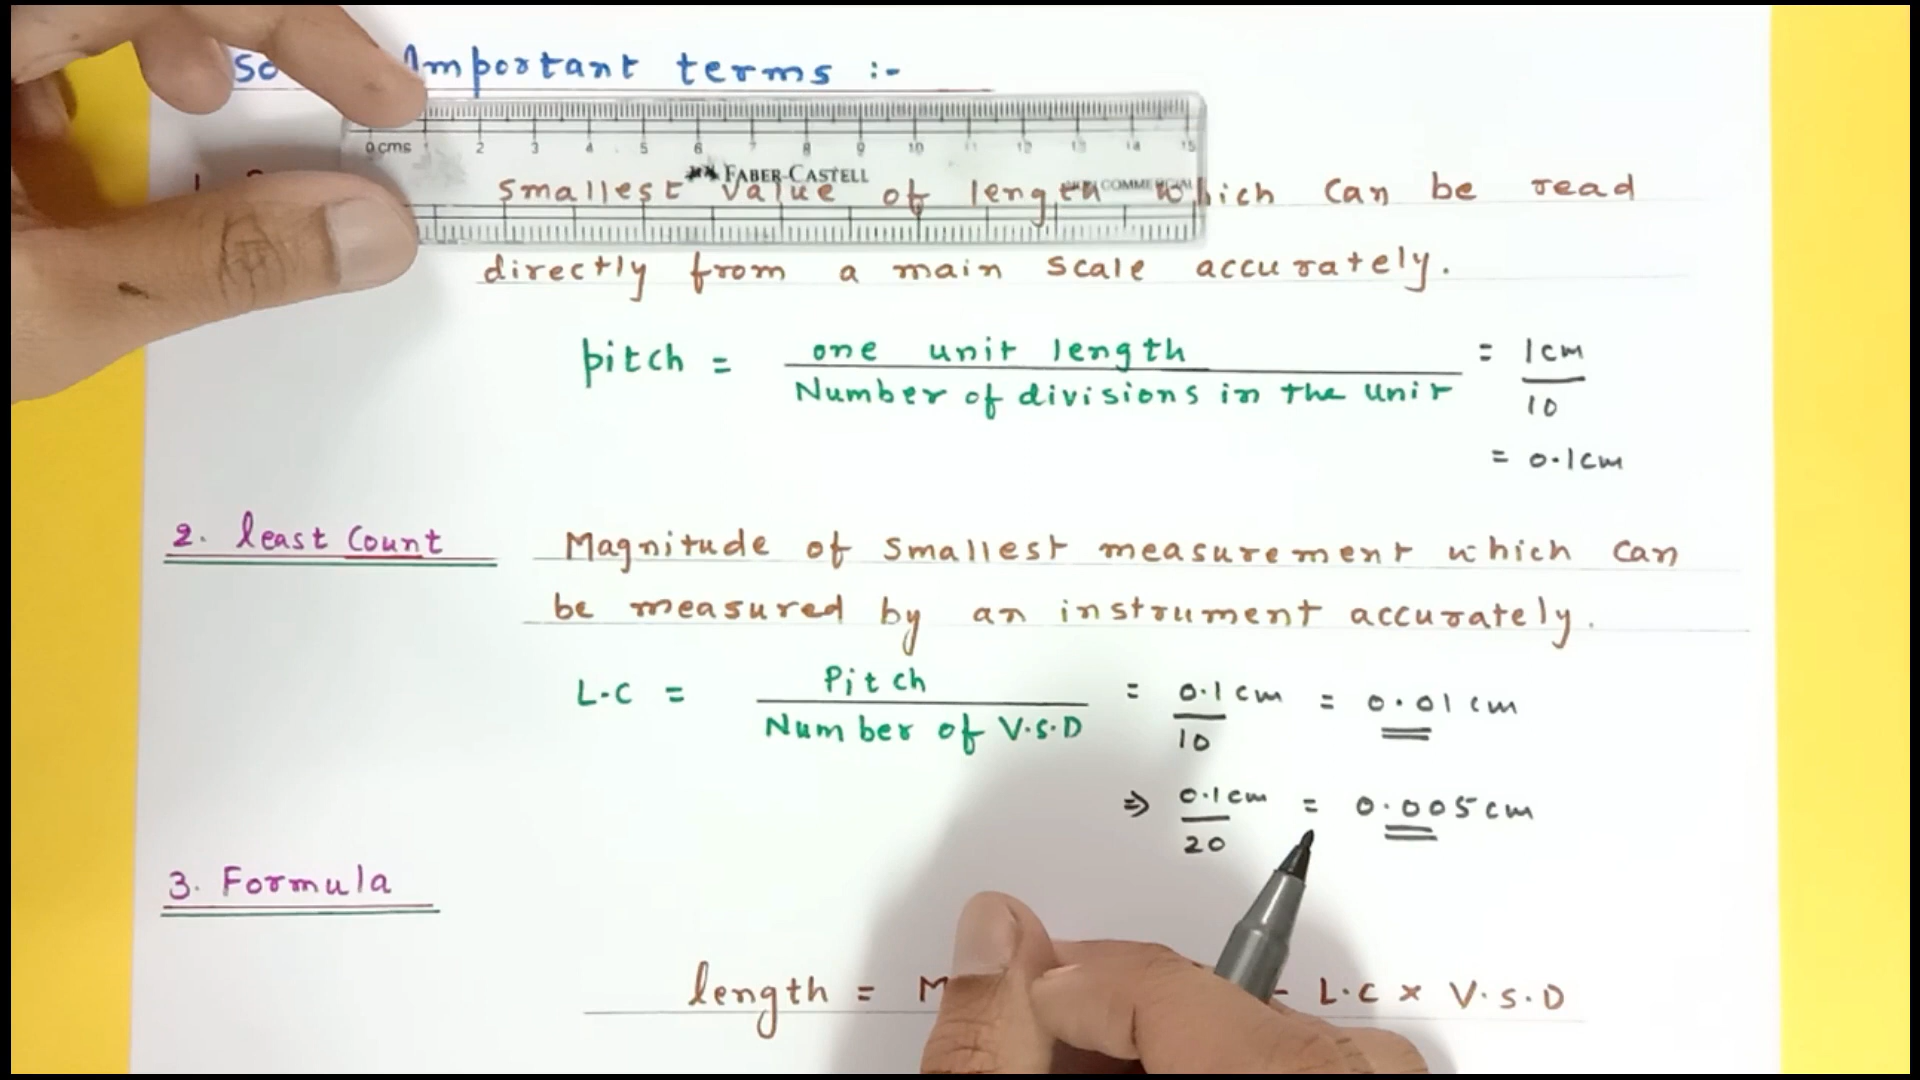 Important terms :-
0 cms 1 2 3 4 5 6 7 8 9 10 11 12 13 14 15
FABER-CASTELL
Smallest value of length which can be read
directly from a main scale accurately.
pitch = one unit length = 1cm
Number of divisions in the unit 10
= 0.1cm
2. least Count Magnitude of smallest measurement which can
be measured by an instrument accurately.
L.C = Pitch = 0.1cm = 0.01cm
Number of V.S.D 10
⇒ 0.1cm = 0.005cm
20
3. Formula
length = L.C × V.S.D